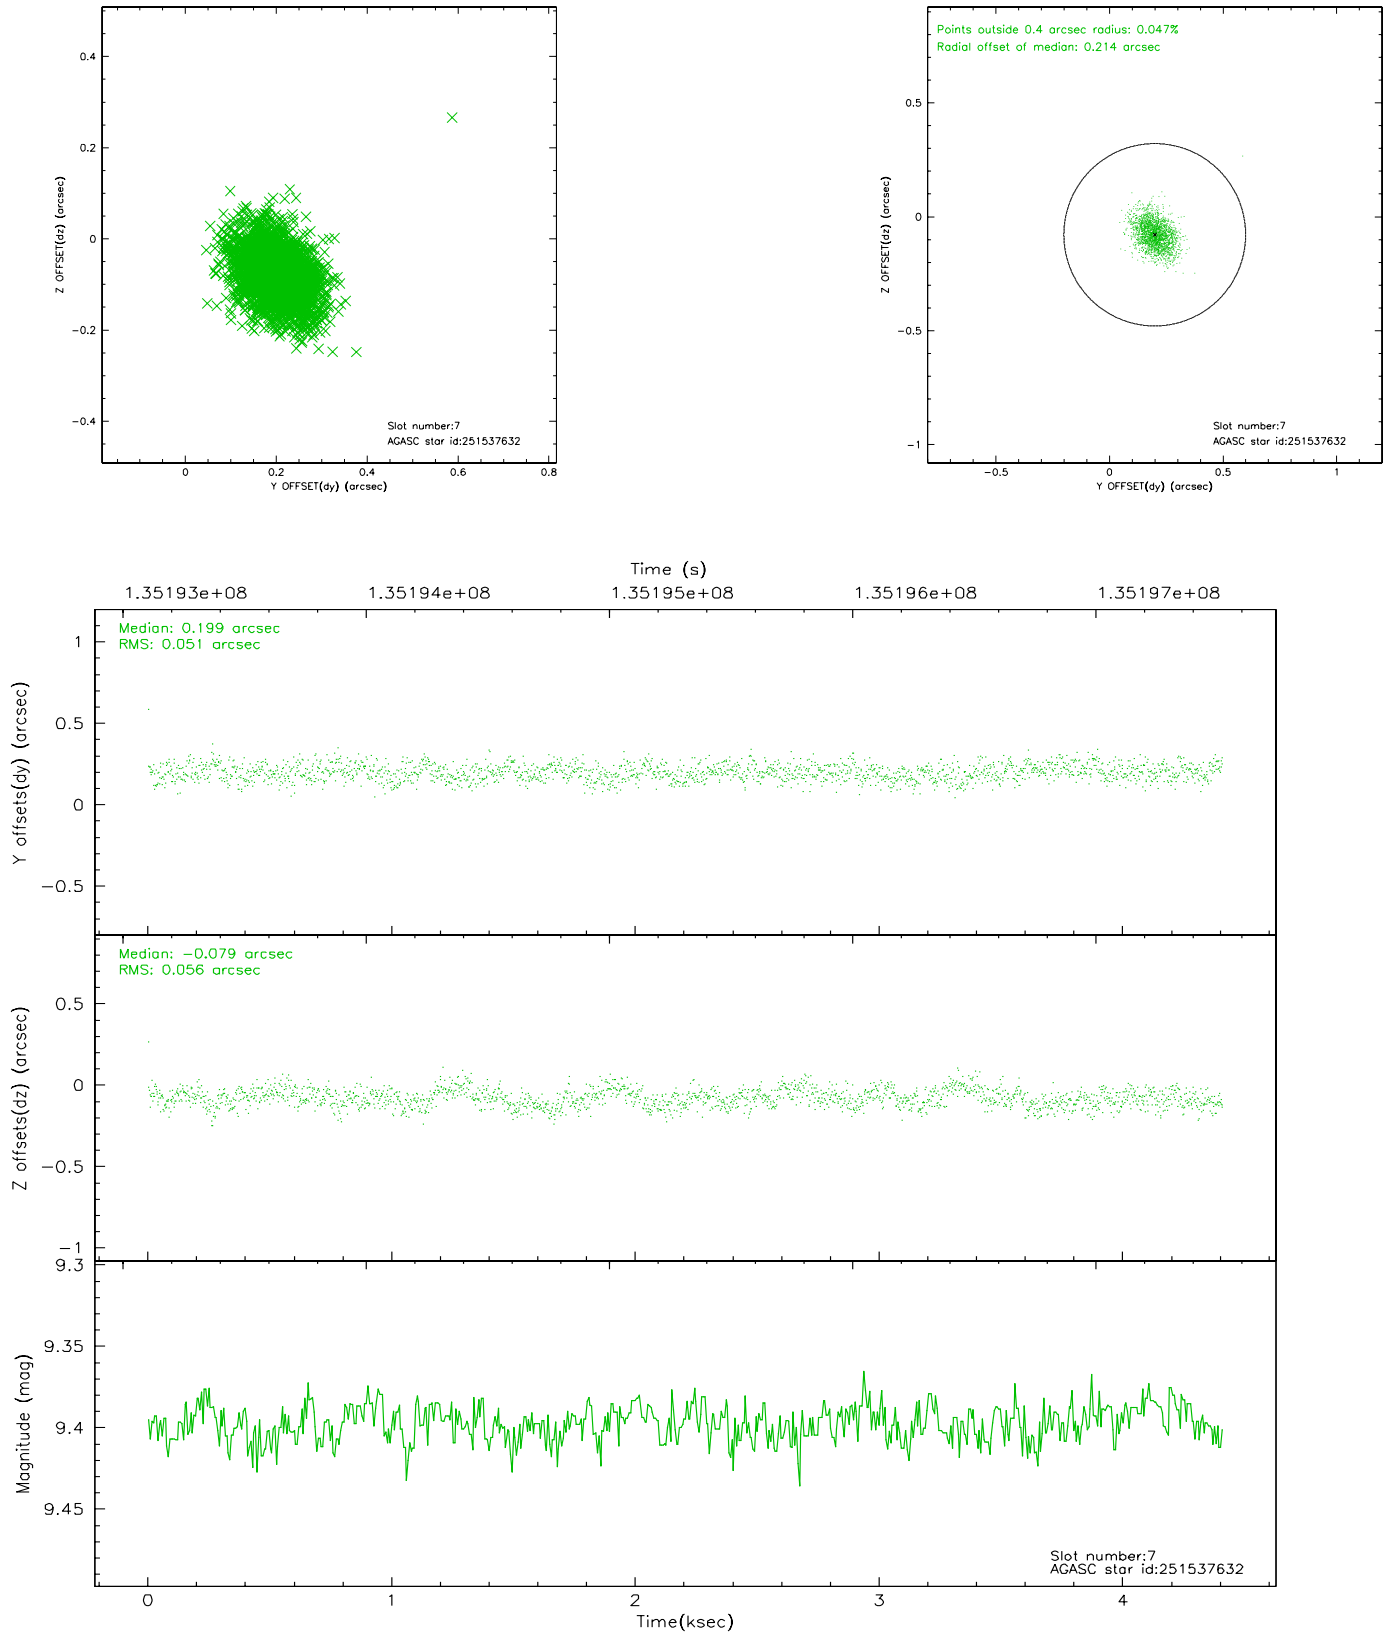 0.4
0.2
0
−0.2
−0.4
Z OFFSET(dz) (arcsec)
Slot number:7
AGASC star id:251537632
0 0.2 0.4 0.6 0.8
Y OFFSET(dy) (arcsec)
Points outside 0.4 arcsec radius: 0.047%
Radial offset of median: 0.214 arcsec
0.5
0
−0.5
−1
Z OFFSET(dz) (arcsec)
Slot number:7
AGASC star id:251537632
−0.5 0 0.5 1
Y OFFSET(dy) (arcsec)
Time (s)
1.35193e+08 1.35194e+08 1.35195e+08 1.35196e+08 1.35197e+08
Median: 0.199 arcsec
RMS: 0.051 arcsec
1
0.5
0
−0.5
Y offsets(dy) (arcsec)
Median: −0.079 arcsec
RMS: 0.056 arcsec
0.5
0
−0.5
−1
Z offsets(dz) (arcsec)
9.3
9.35
9.4
9.45
Magnitude (mag)
Slot number:7
AGASC star id:251537632
0 1 2 3 4
Time(ksec)